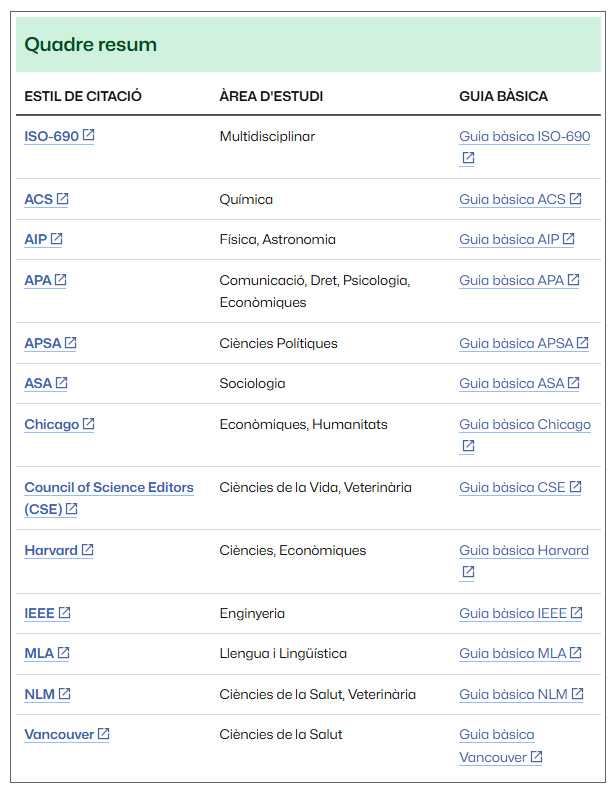 Quadre resum
ESTIL DE CITACIÓ ÀREA D'ESTUDI GUIA BÀSICA
ISO-690 Multidisciplinar Guia bàsica ISO-690
ACS Química Guia bàsica ACS
AIP Física, Astronomia Guia bàsica AIP
APA Comunicació, Dret, Psicologia, Guia bàsica APA
Econòmiques
APSA Ciències Polítiques Guia bàsica APSA
ASA Sociologia Guia bàsica ASA
Chicago Econòmiques, Humanitats Guia bàsica Chicago
Council of Science Editors Ciències de la Vida, Veterinària Guia bàsica CSE
(CSE)
Harvard Ciències, Econòmiques Guia bàsica Harvard
IEEE Enginyeria Guia bàsica IEEE
MLA Llengua i Lingüística Guia bàsica MLA
NLM Ciències de la Salut, Veterinària Guia bàsica NLM
Vancouver Ciències de la Salut Guia bàsica
Vancouver